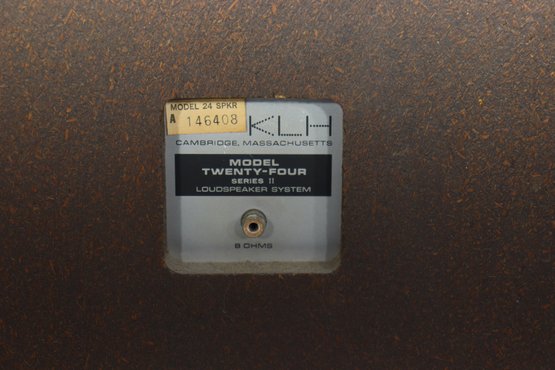 MODEL 24 SPKR
A 146408
KLH
CAMBRIDGE, MASSACHUSETTS
MODEL
TWENTY-FOUR
SERIES II
LOUDSPEAKER SYSTEM
8 OHMS